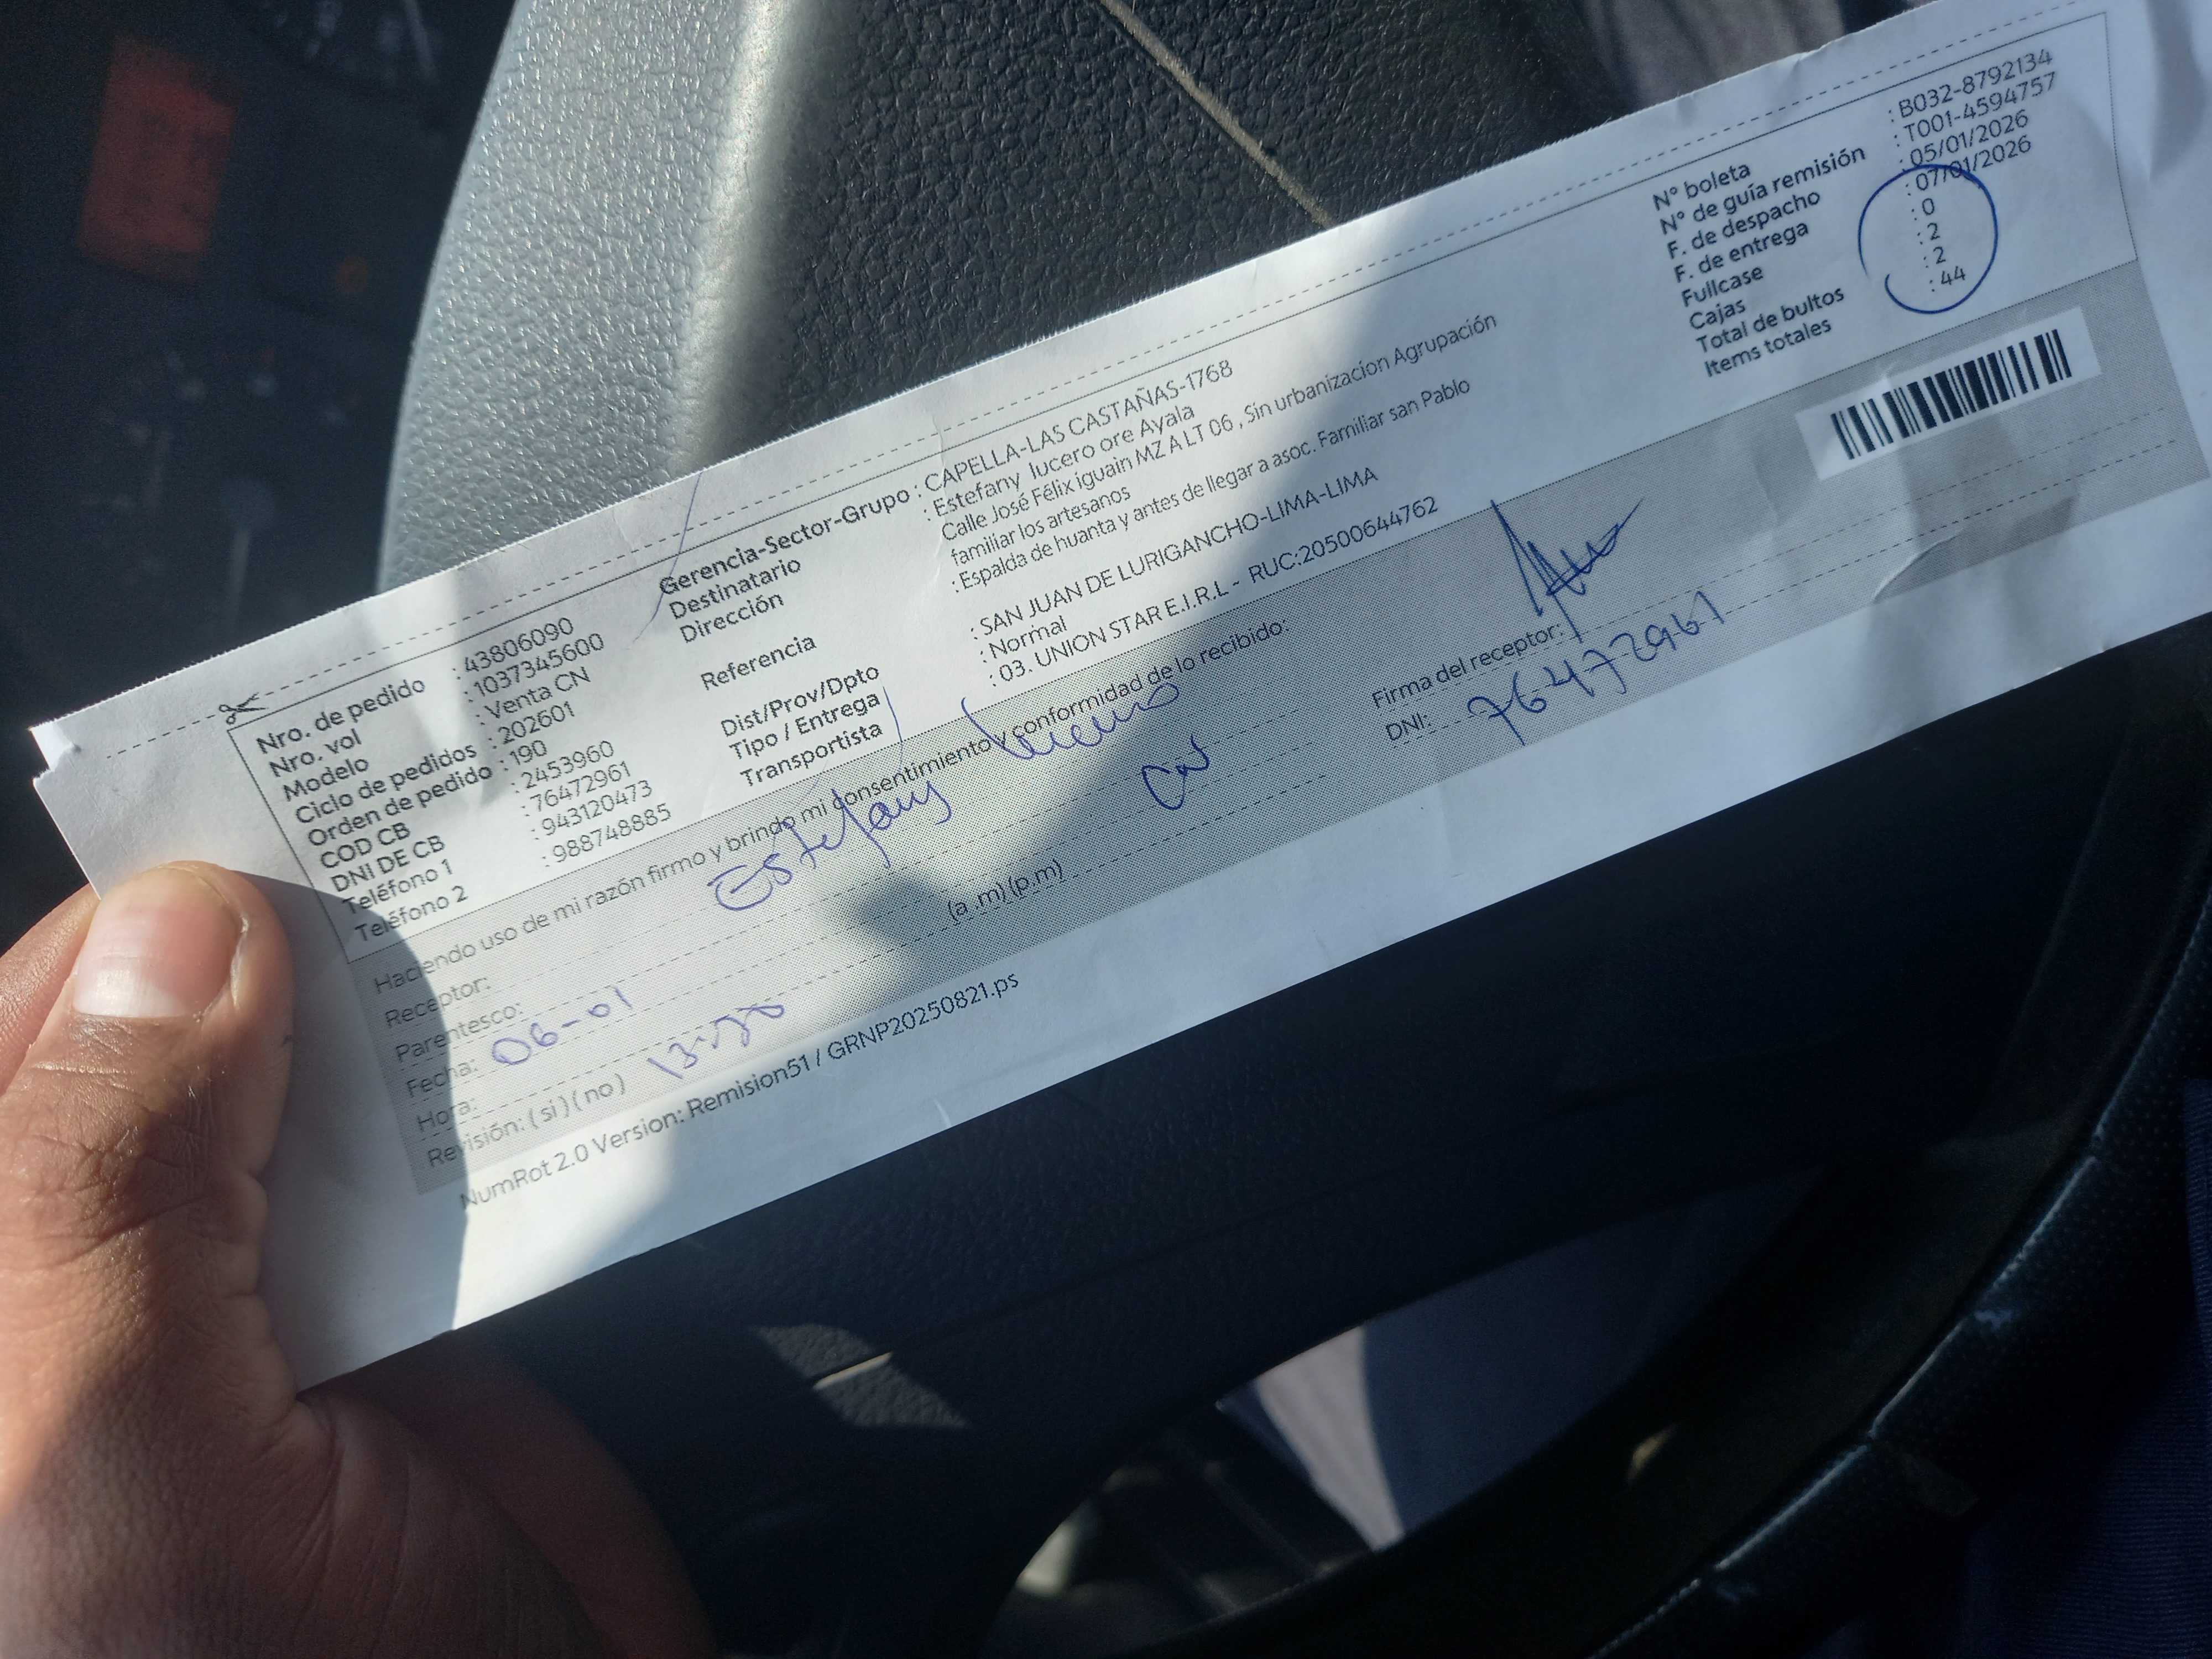 Nro. de pedido : 43806090
Nro. vol : 1037345600
Modelo : Venta CN
Ciclo de pedidos : 202601
Orden de pedido : 190
COD CB : 2453960
DNI DE CB : 76472961
Teléfono 1 : 943120473
Teléfono 2 : 988748885
Gerencia-Sector-Grupo : CAPELLA-LAS CASTAÑAS-1768
Destinatario : Estefany lucero ore Ayala
Dirección : Calle José Félix iguain MZ A LT 06 , Sin urbanizacion Agrupación
familiar los artesanos
Referencia : Espalda de huanta y antes de llegar a asoc. Familiar san Pablo
Dist/Prov/Dpto : SAN JUAN DE LURIGANCHO-LIMA-LIMA
Tipo / Entrega : Normal
Transportista : 03. UNION STAR E.I.R.L - RUC:20500644762
N° boleta : B032-8792134
N° de guía remisión : T001-4594757
F. de despacho : 05/01/2026
F. de entrega : 07/01/2026
Fullcase : 0
Cajas : 2
Total de bultos : 2
Items totales : 44
Haciendo uso de mi razón firmo y brindo mi consentimiento y conformidad de lo recibido:
Receptor: Estefany lucero
Parentesco: CN
Fecha: 06-01
Hora: (a .m) (p.m)
Revisión: (si) (no)
Firma del receptor:
DNI: 76472961
NumRot 2.0 Version: Remision51 / GRNP20250821.ps